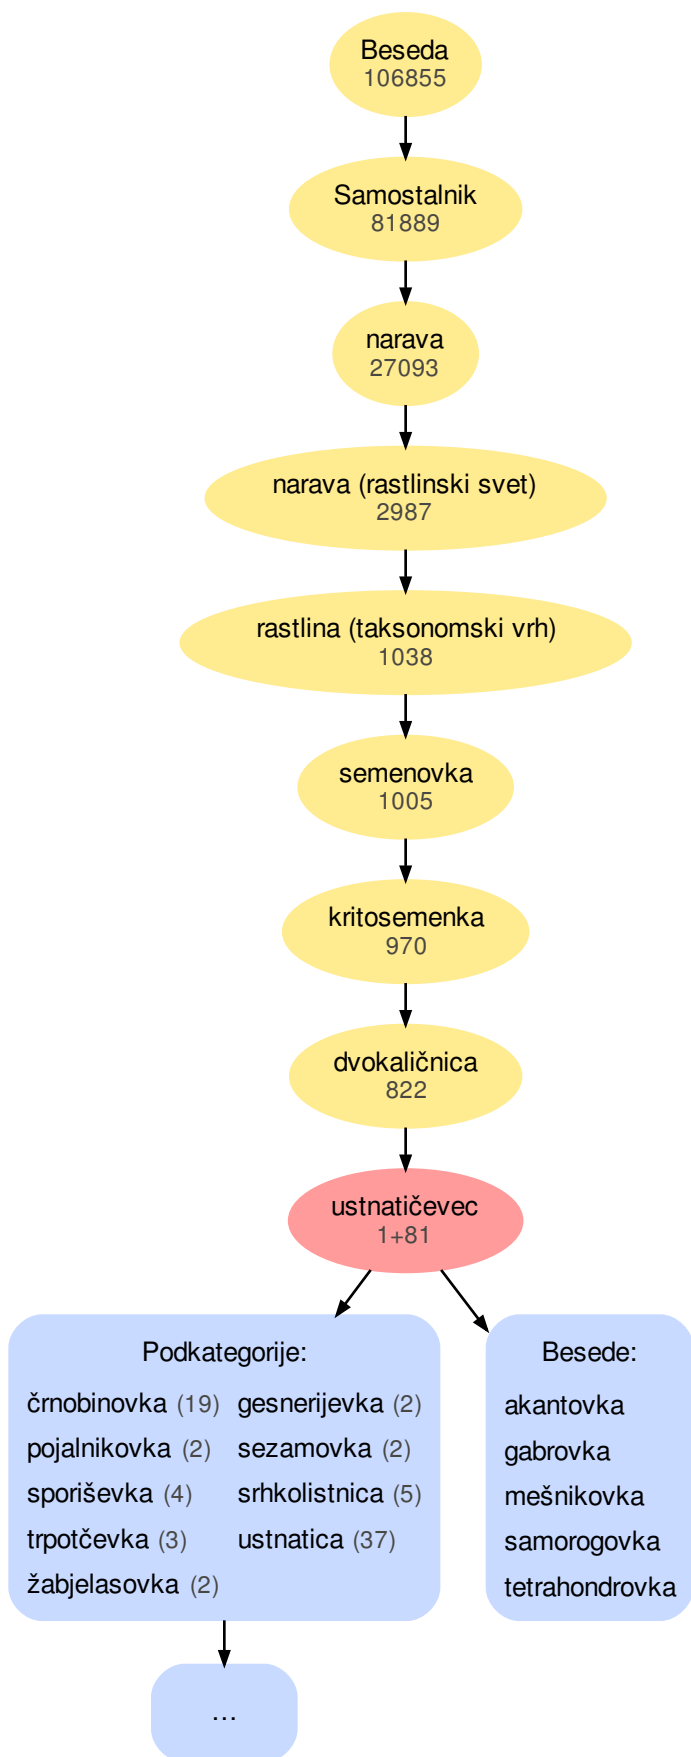 Beseda
106855
Samostalnik
81889
narava
27093
narava (rastlinski svet)
2987
rastlina (taksonomski vrh)
1038
semenovka
1005
kritosemenka
970
dvokaličnica
822
ustnatičevec
1+81
Podkategorije:
črnobinovka (19) gesnerijevka (2)
pojalnikovka (2) sezamovka (2)
sporiševka (4) srhkolistnica (5)
trpotčevka (3) ustnatica (37)
žabjelasovka (2)
Besede:
akantovka
gabrovka
mešnikovka
samorogovka
tetrahondrovka
...